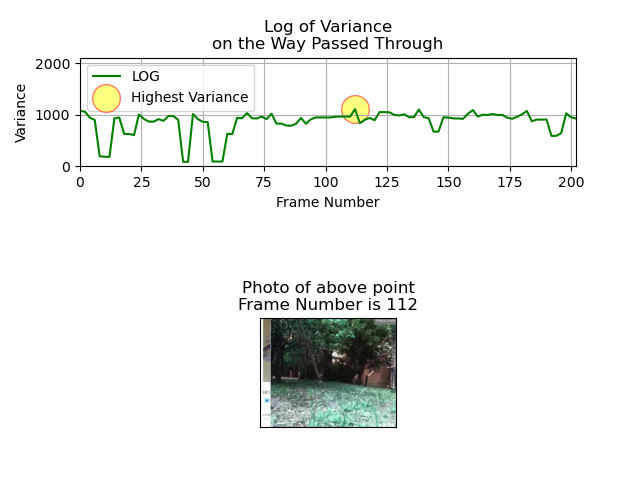 Log of Variance
on the Way Passed Through
2000
1000
0
Variance
LOG
Highest Variance
0 25 50 75 100 125 150 175 200
Frame Number
Photo of above point
Frame Number is 112